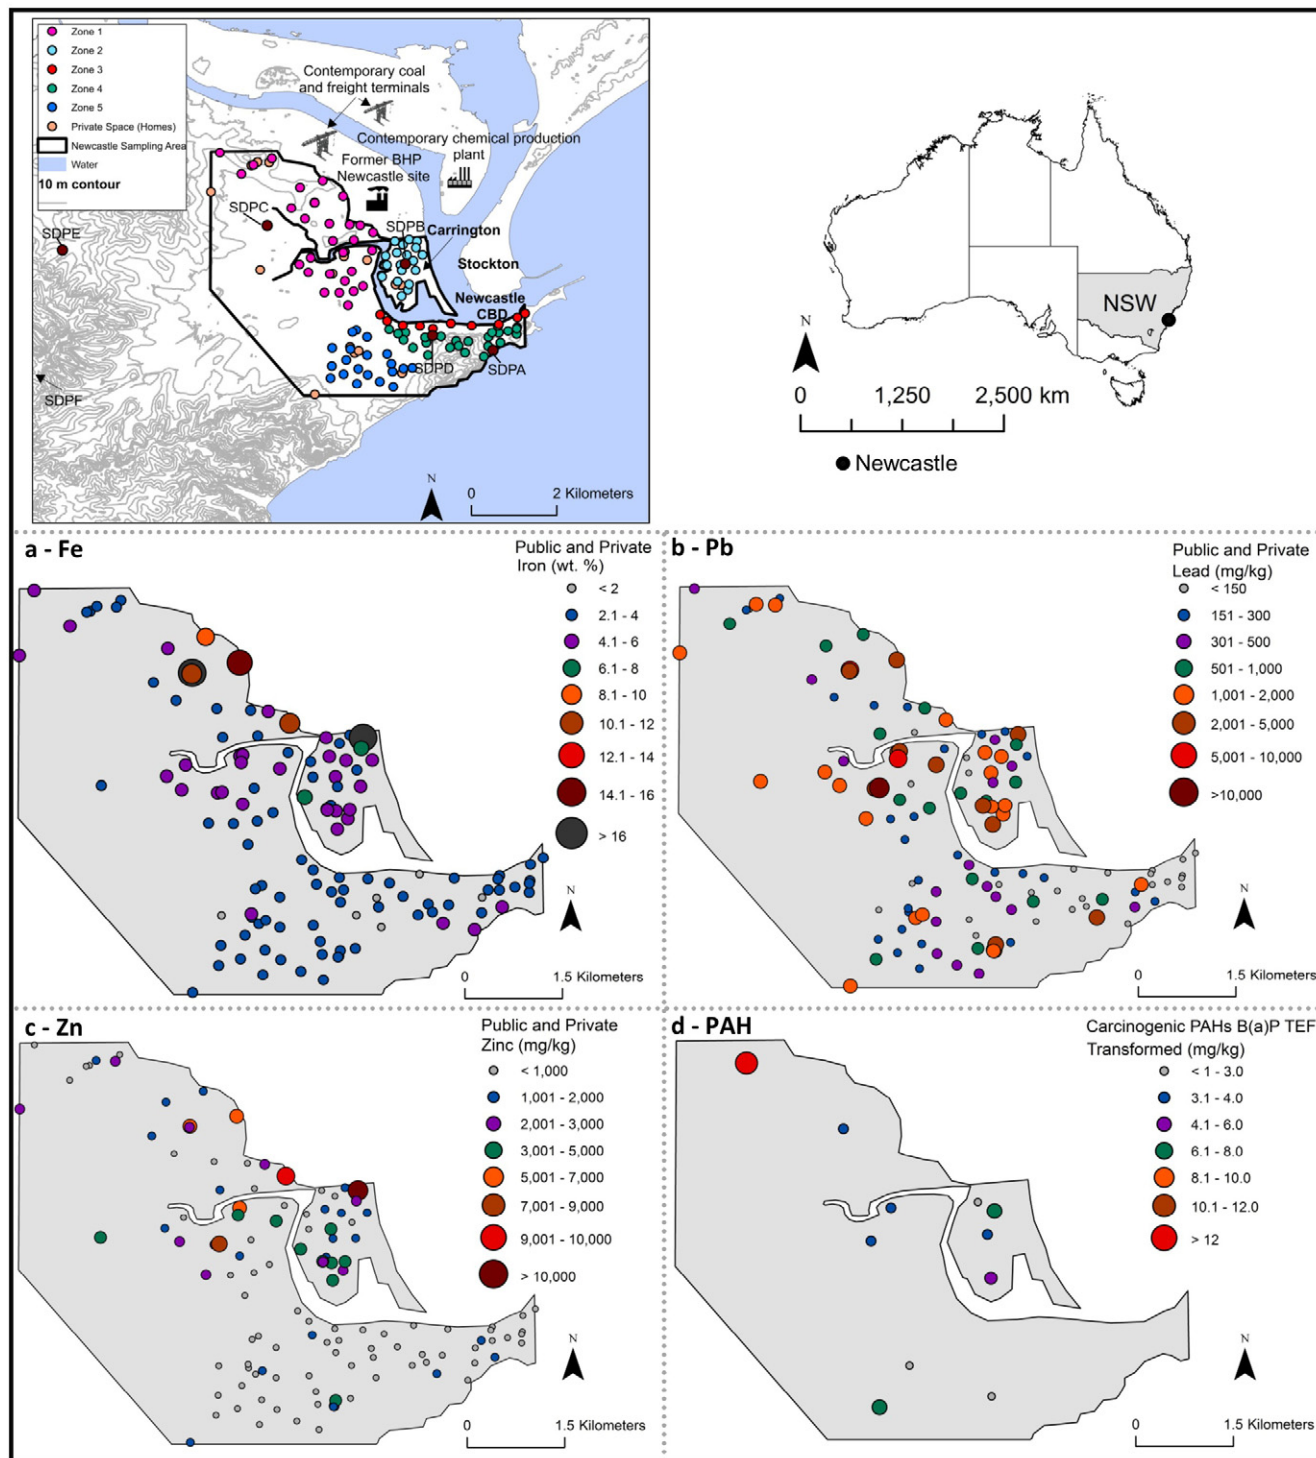 Zone 1
Zone 2
Zone 3
Zone 4
Zone 5
Private Space (Homes)
Newcastle Sampling Area
Water
10 m contour
Contemporary coal
and freight terminals
Contemporary chemical production
plant
Former BHP
Newcastle site
SDPC
SDPE
SDPB
Carrington
Stockton
Newcastle
CBD
SDPD
SDPA
SDPF
N
0 2 Kilometers
NSW
N
0 1,250 2,500 km
Newcastle
a - Fe
Public and Private
Iron (wt. %)
< 2
2.1 - 4
4.1 - 6
6.1 - 8
8.1 - 10
10.1 - 12
12.1 - 14
14.1 - 16
> 16
N
0 1.5 Kilometers
b - Pb
Public and Private
Lead (mg/kg)
< 150
151 - 300
301 - 500
501 - 1,000
1,001 - 2,000
2,001 - 5,000
5,001 - 10,000
>10,000
N
0 1.5 Kilometers
c - Zn
Public and Private
Zinc (mg/kg)
< 1,000
1,001 - 2,000
2,001 - 3,000
3,001 - 5,000
5,001 - 7,000
7,001 - 9,000
9,001 - 10,000
> 10,000
N
0 1.5 Kilometers
d - PAH
Carcinogenic PAHs B(a)P TEF
Transformed (mg/kg)
< 1 - 3.0
3.1 - 4.0
4.1 - 6.0
6.1 - 8.0
8.1 - 10.0
10.1 - 12.0
> 12
N
0 1.5 Kilometers